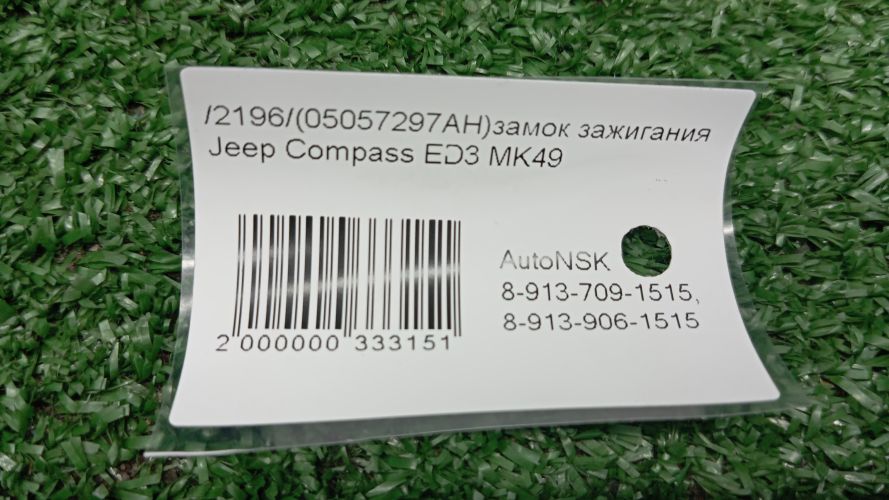 /2196/(05057297AH)замок зажигания
Jeep Compass ED3 MK49
AutoNSK
8-913-709-1515,
8-913-906-1515
2 000000 333151